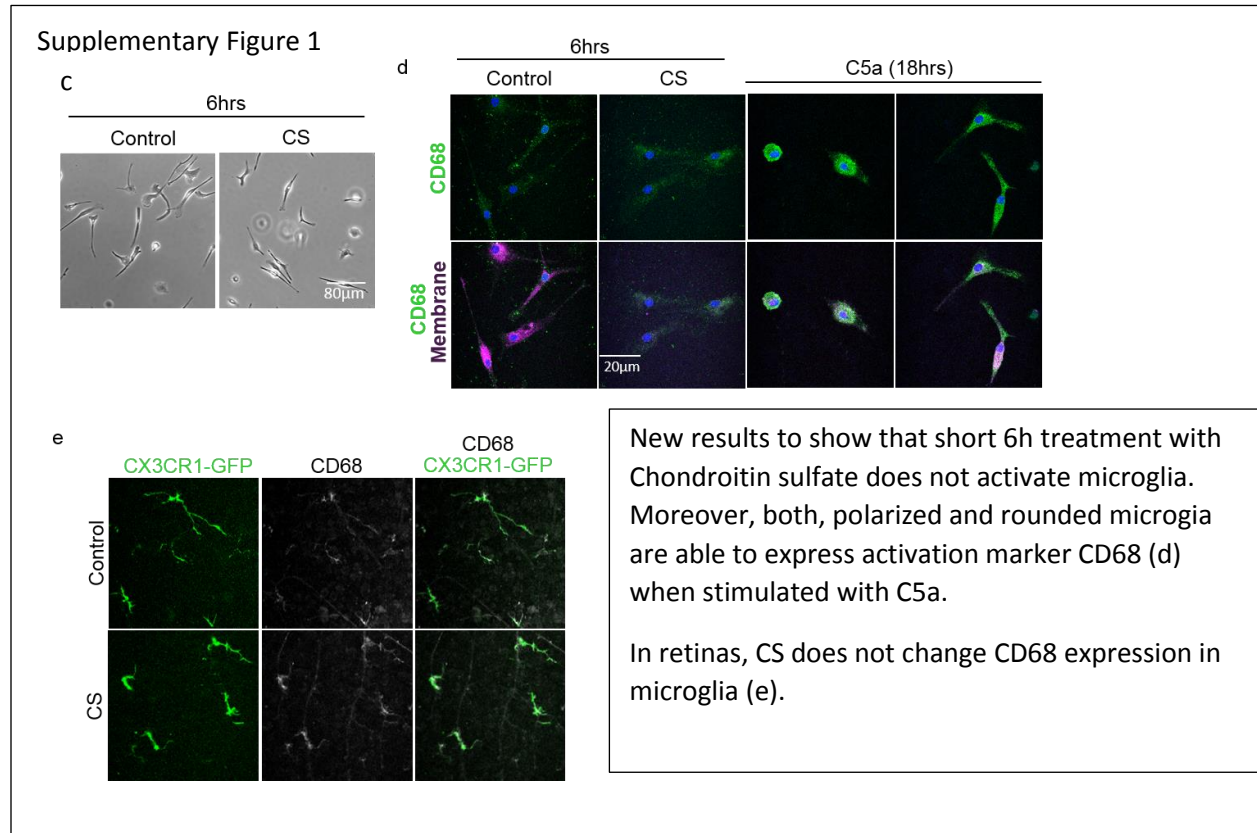 Supplementary Figure 1
c
6hrs
Control CS
80µm
d
6hrs
C5a (18hrs)
Control CS
CD68
CD68
Membrane
20µm
e
CX3CR1-GFP
CD68
CD68
CX3CR1-GFP
Control
CS
New results to show that short 6h treatment with
Chondroitin sulfate does not activate microglia.
Moreover, both, polarized and rounded microgia
are able to express activation marker CD68 (d)
when stimulated with C5a.
In retinas, CS does not change CD68 expression in
microglia (e).